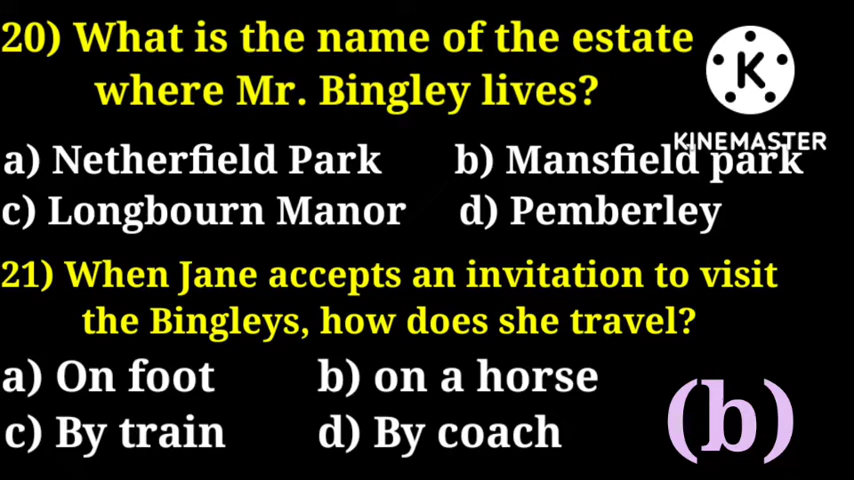 20) What is the name of the estate
where Mr. Bingley lives?
K
KINEMASTER
a) Netherfield Park b) Mansfield park
c) Longbourn Manor d) Pemberley
21) When Jane accepts an invitation to visit
the Bingleys, how does she travel?
a) On foot b) on a horse
c) By train d) By coach
(b)